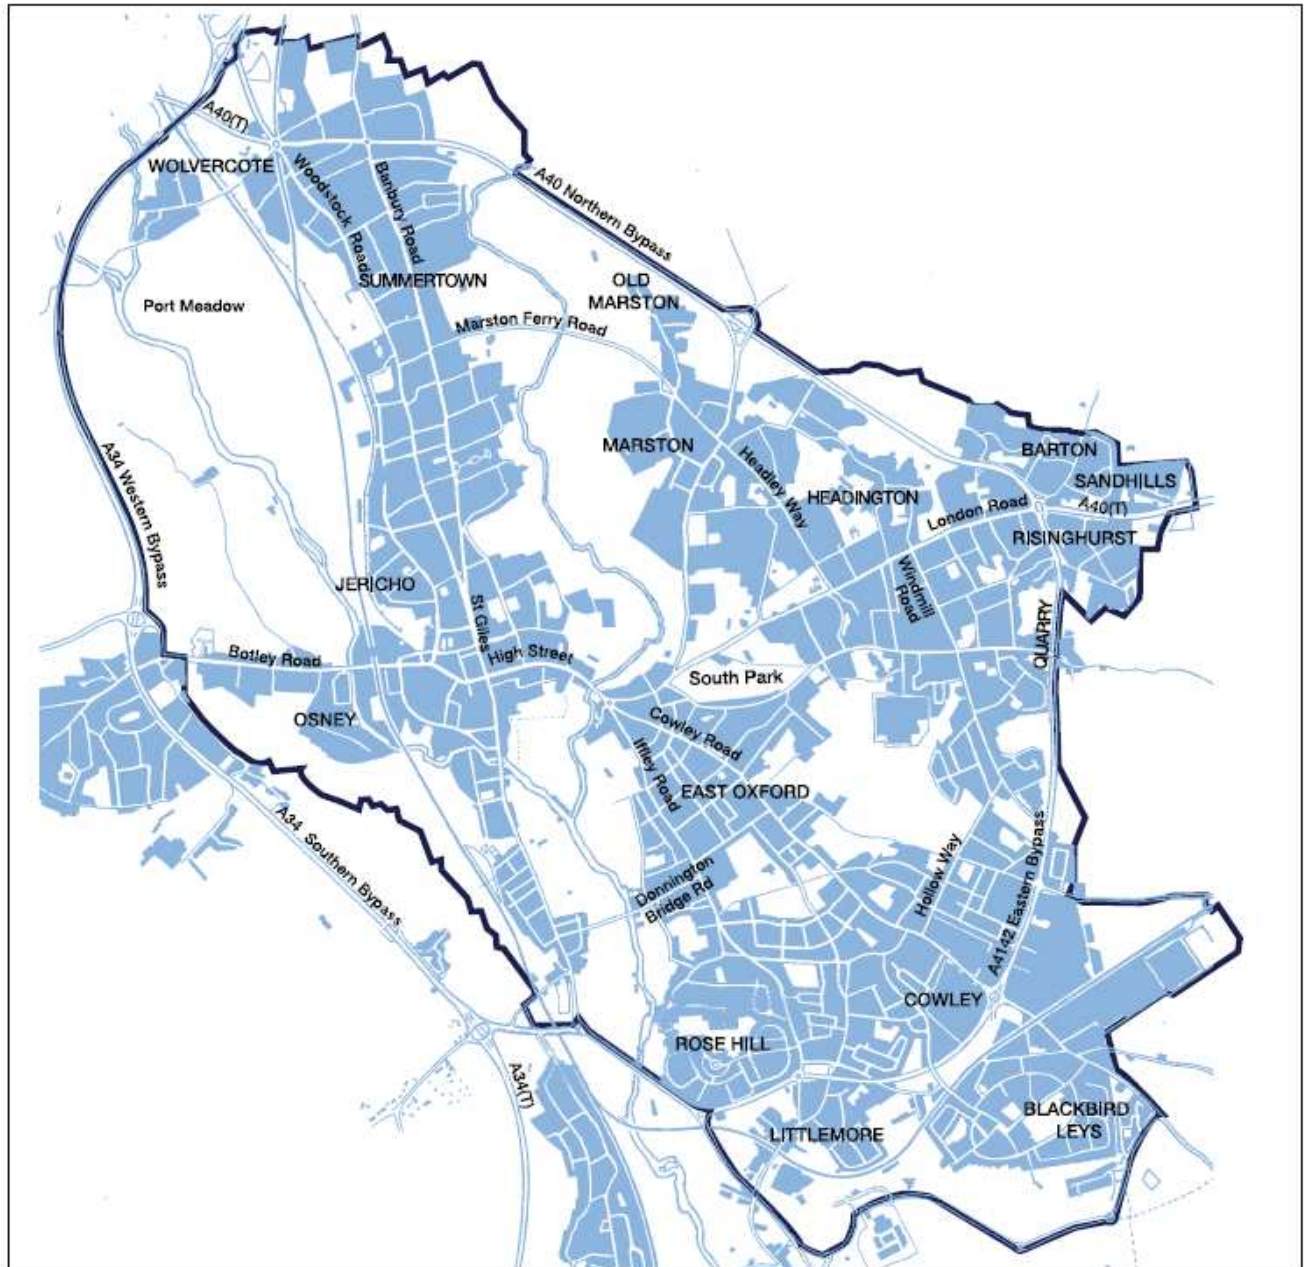 A40(T)
WOLVERCOTE
Woodstock Road
Banbury Road
A40 Northern Bypass
SUMMERTOWN
OLD
MARSTON
Port Meadow
Marston Ferry Road
MARSTON
Headley Way
BARTON
SANDHILLS
HEADINGTON
London Road
A40(T)
RISINGHURST
A34 Western Bypass
JERICHO
Windmill
Road
St Giles
QUARRY
Botley Road
High Street
South Park
OSNEY
Cowley Road
Iffley Road
EAST OXFORD
A34 Southern Bypass
Donnington
Bridge Rd
Hollow Way
A4142 Eastern Bypass
COWLEY
ROSE HILL
A34(T)
BLACKBIRD
LEYS
LITTLEMORE